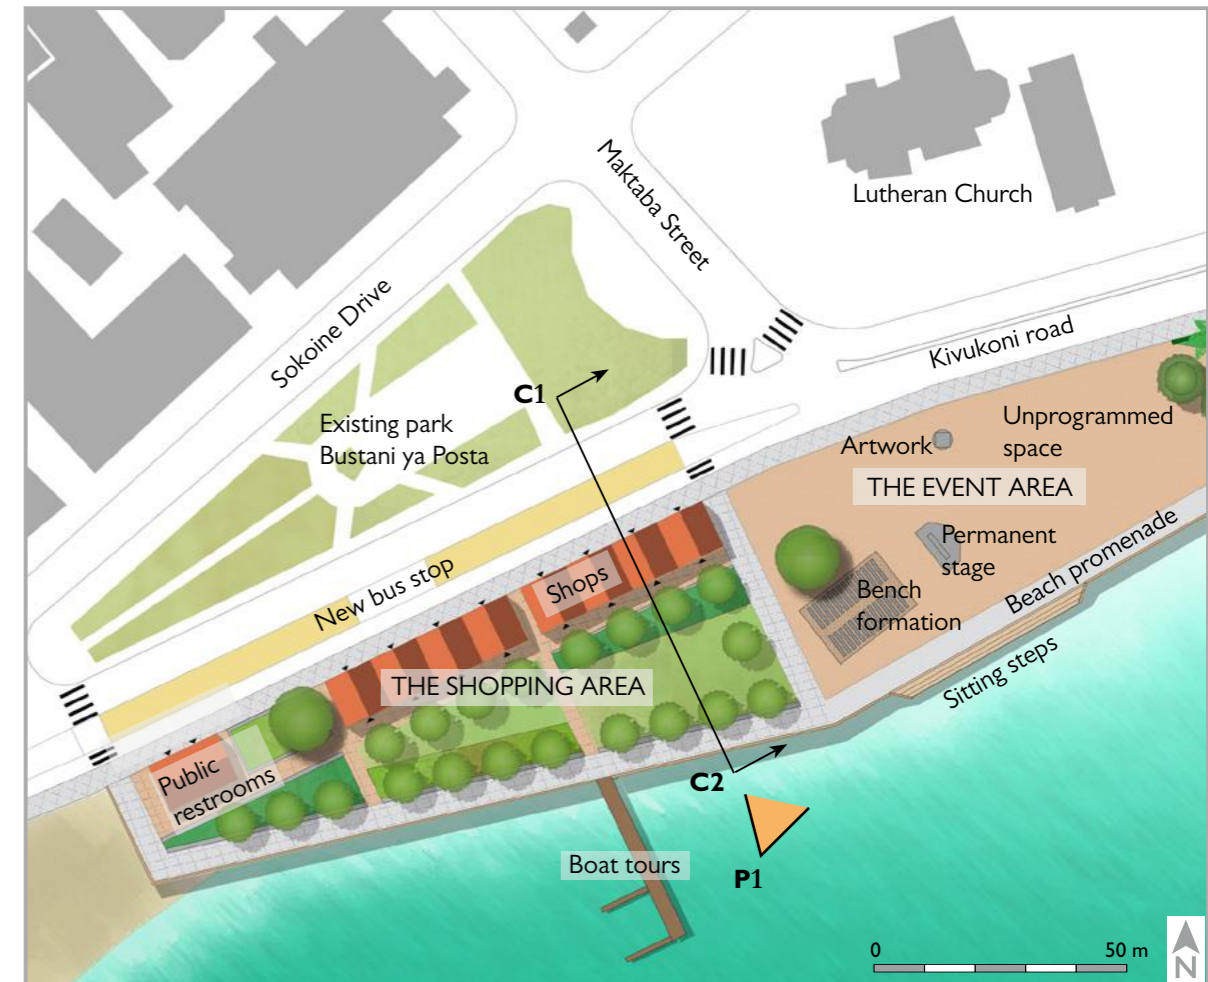 Maktaba Street
Lutheran Church
Sokoine Drive
Kivukoni road
C1
Existing park
Bustani ya Posta
Unprogrammed
space
Artwork
THE EVENT AREA
Permanent
stage
Beach promenade
Bench
formation
Sitting steps
New bus stop
Shops
THE SHOPPING AREA
Public
restrooms
C2
Boat tours
P1
0 50 m
N